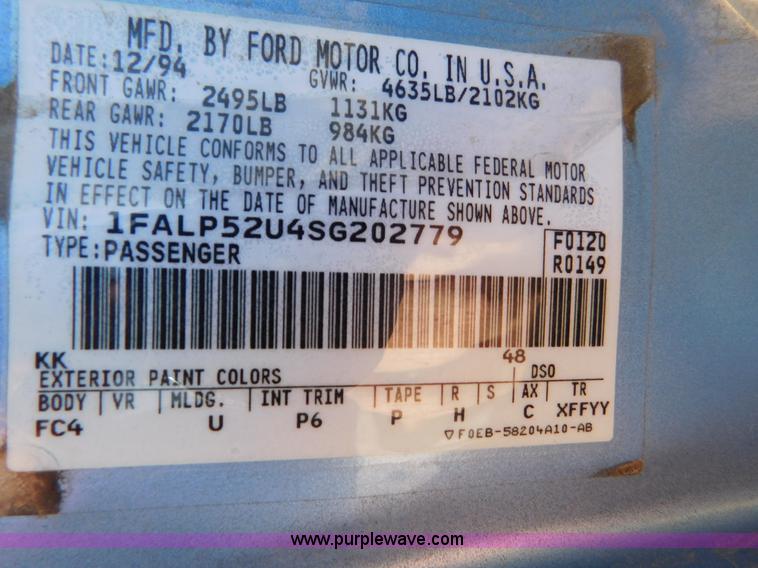 MFD. BY FORD MOTOR CO. IN U.S.A.
DATE: 12/94 GVWR: 4635LB/2102KG
FRONT GAWR: 2495LB 1131KG
REAR GAWR: 2170LB 984KG
THIS VEHICLE CONFORMS TO ALL APPLICABLE FEDERAL MOTOR
VEHICLE SAFETY, BUMPER, AND THEFT PREVENTION STANDARDS
IN EFFECT ON THE DATE OF MANUFACTURE SHOWN ABOVE.
VIN: 1FALP52U4SG202779 F0120
TYPE: PASSENGER R0149
KK 48
EXTERIOR PAINT COLORS DSO
BODY VR MLDG. INT TRIM TAPE R S AX TR
FC4 U P6 P H C XFFYY
▽F0EB-58204A10-AB
www.purplewave.com